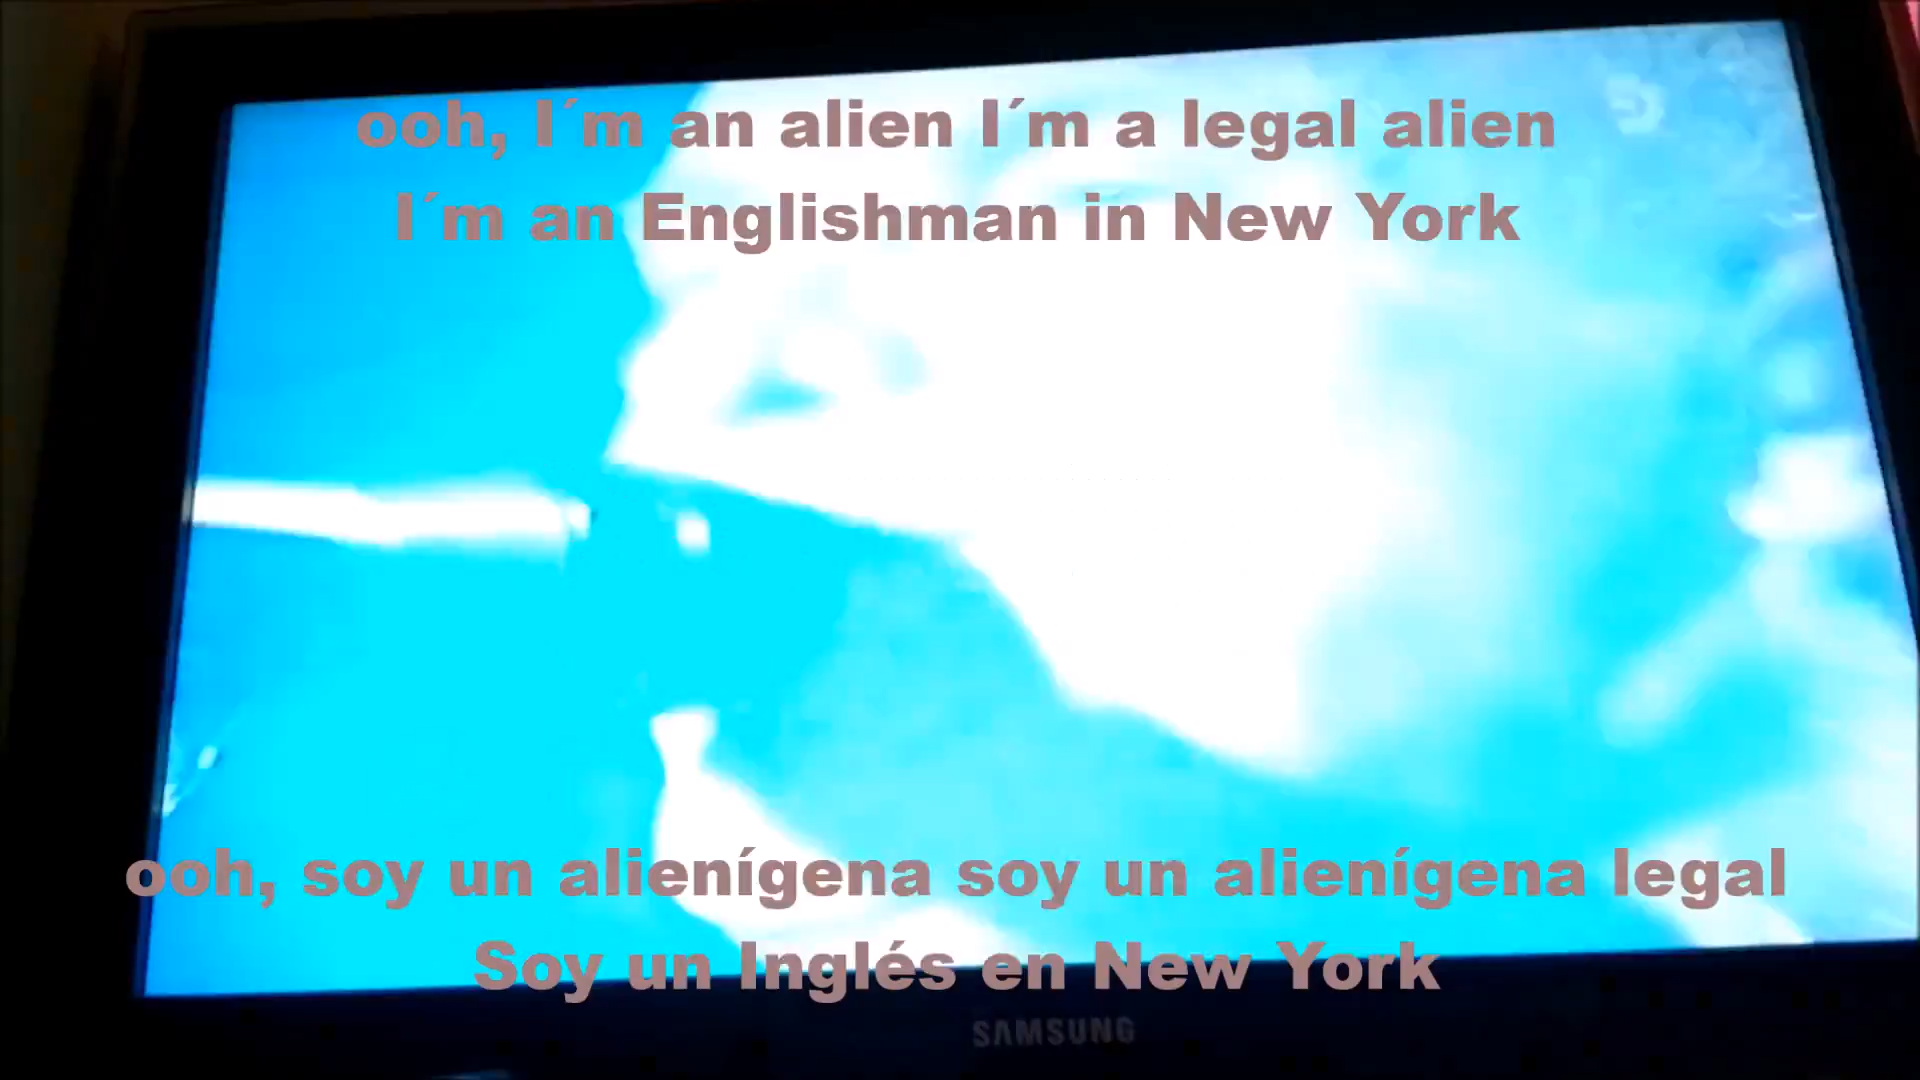 ooh, I´m an alien I´m a legal alien
I´m an Englishman in New York
ooh, soy un alienígena soy un alienígena legal
Soy un Inglés en New York
SAMSUNG